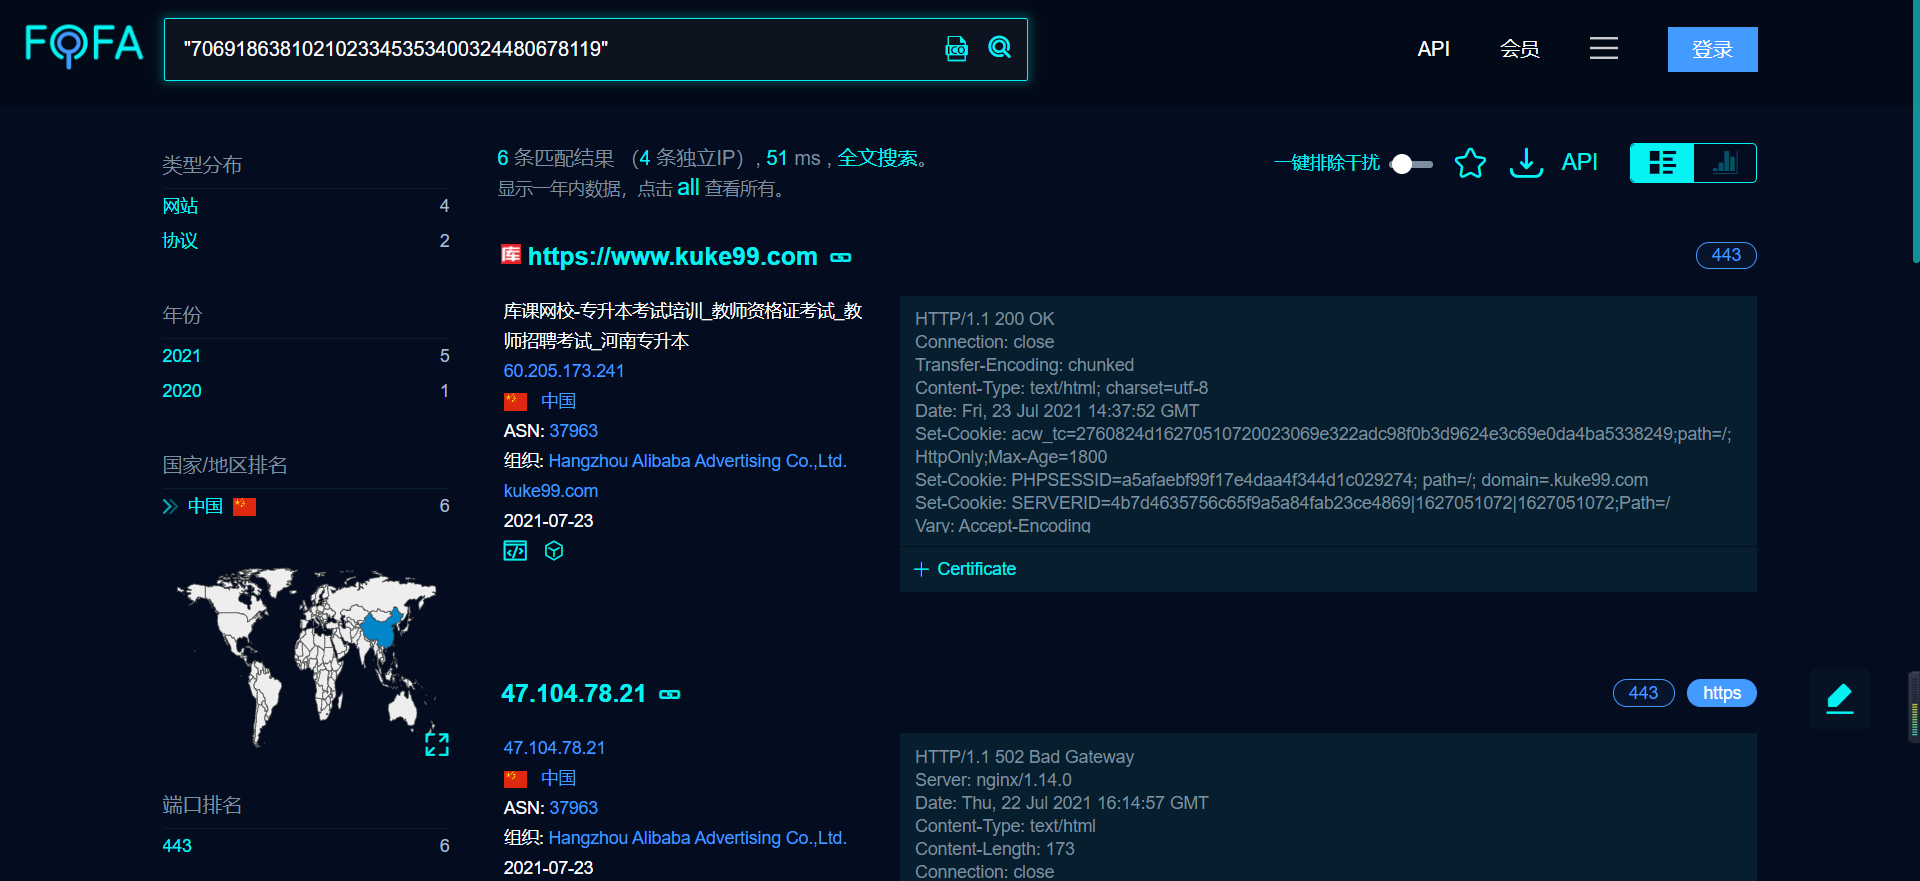 FOFA
"70691863810210233453534003244806​78119"
ICO
API
会员
登录
类型分布
网站 4
协议 2
年份
2021 5
2020 1
国家/地区排名
中国 6
端口排名
443 6
6 条匹配结果 （4 条独立IP）, 51 ms , 全文搜索。
显示一年内数据，点击 all 查看所有。
一键排除干扰
API
库 https://www.kuke99.com
443
库课网校-专升本考试培训_教师资格证考试_教
师招聘考试_河南专升本
60.205.173.241
中国
ASN: 37963
组织: Hangzhou Alibaba Advertising Co.,Ltd.
kuke99.com
2021-07-23
HTTP/1.1 200 OK
Connection: close
Transfer-Encoding: chunked
Content-Type: text/html; charset=utf-8
Date: Fri, 23 Jul 2021 14:37:52 GMT
Set-Cookie: acw_tc=2760824d16270510720023069e322adc98f0b3d9624e3c69e0da4ba5338249;path=/;
HttpOnly;Max-Age=1800
Set-Cookie: PHPSESSID=a5afaebf99f17e4daa4f344d1c029274; path=/; domain=.kuke99.com
Set-Cookie: SERVERID=4b7d4635756c65f9a5a84fab23ce4869|1627051072|1627051072;Path=/
Vary: Accept-Encoding
Certificate
47.104.78.21
443
https
47.104.78.21
中国
ASN: 37963
组织: Hangzhou Alibaba Advertising Co.,Ltd.
2021-07-23
HTTP/1.1 502 Bad Gateway
Server: nginx/1.14.0
Date: Thu, 22 Jul 2021 16:14:57 GMT
Content-Type: text/html
Content-Length: 173
Connection: close